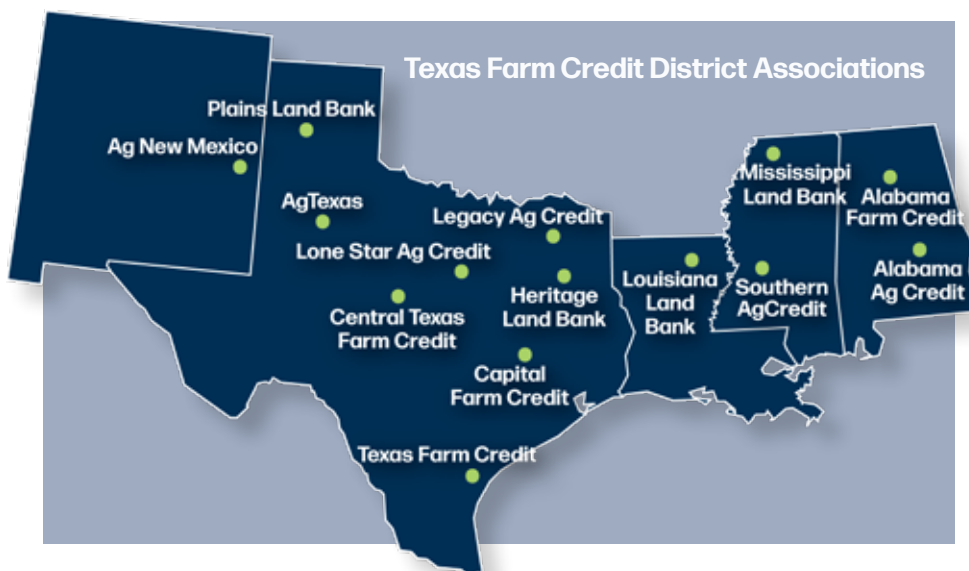 Texas Farm Credit District Associations
Plains Land Bank
Ag New Mexico
AgTexas
Legacy Ag Credit
Lone Star Ag Credit
Central Texas
Farm Credit
Heritage
Land Bank
Capital
Farm Credit
Texas Farm Credit
Louisiana
Land
Bank
Mississippi
Land Bank
Southern
AgCredit
Alabama
Farm Credit
Alabama
Ag Credit